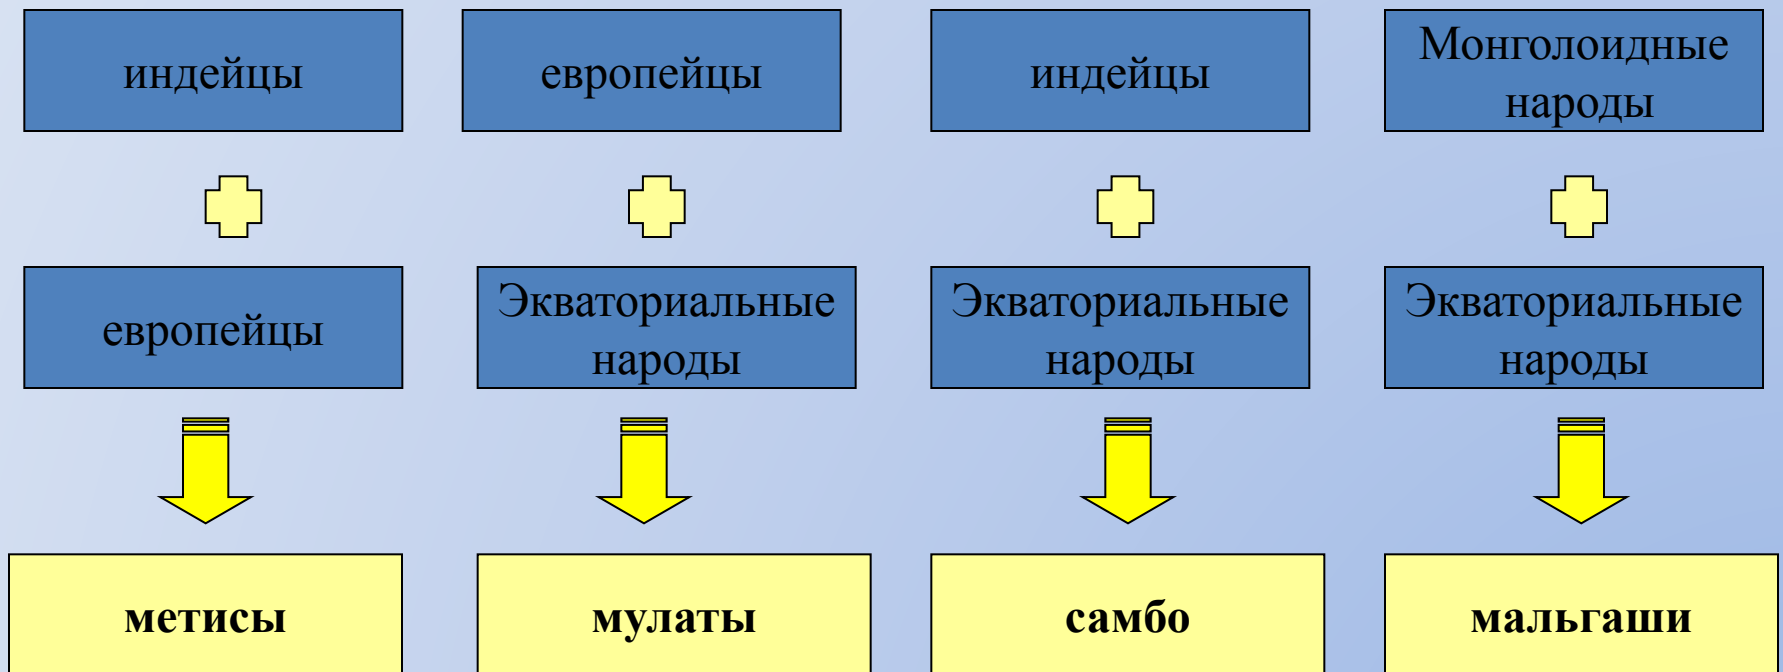 индейцы
европейцы
индейцы
Монголоидные
народы
европейцы
Экваториальные
народы
Экваториальные
народы
Экваториальные
народы
метисы
мулаты
самбо
мальгаши